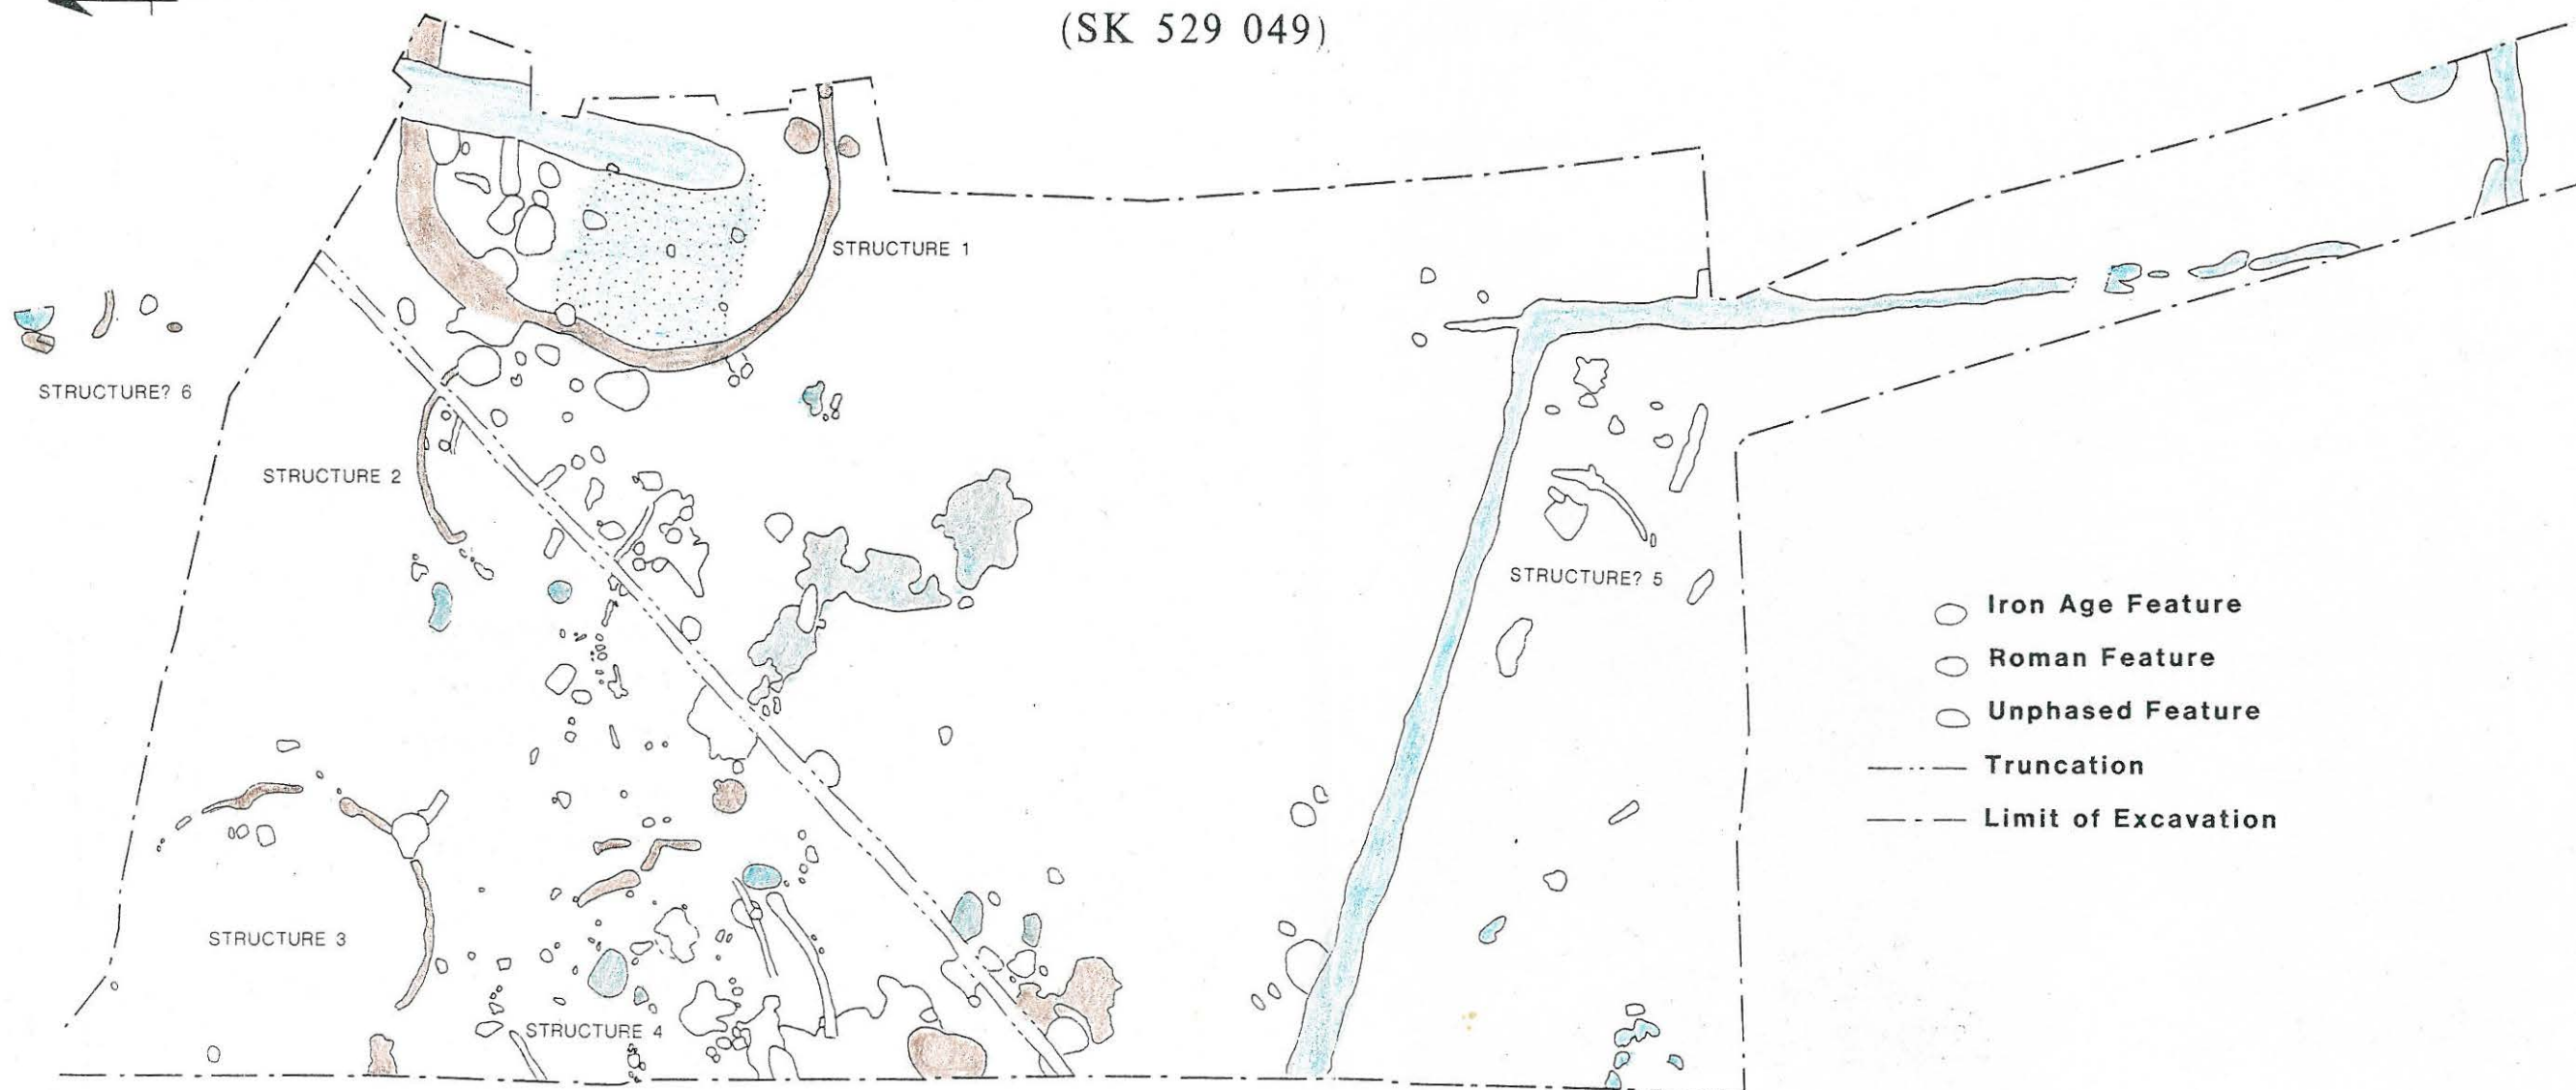 (SK 529 049)
STRUCTURE 1
STRUCTURE? 6
STRUCTURE 2
STRUCTURE? 5
Iron Age Feature
Roman Feature
Unphased Feature
Truncation
Limit of Excavation
STRUCTURE 3
STRUCTURE 4